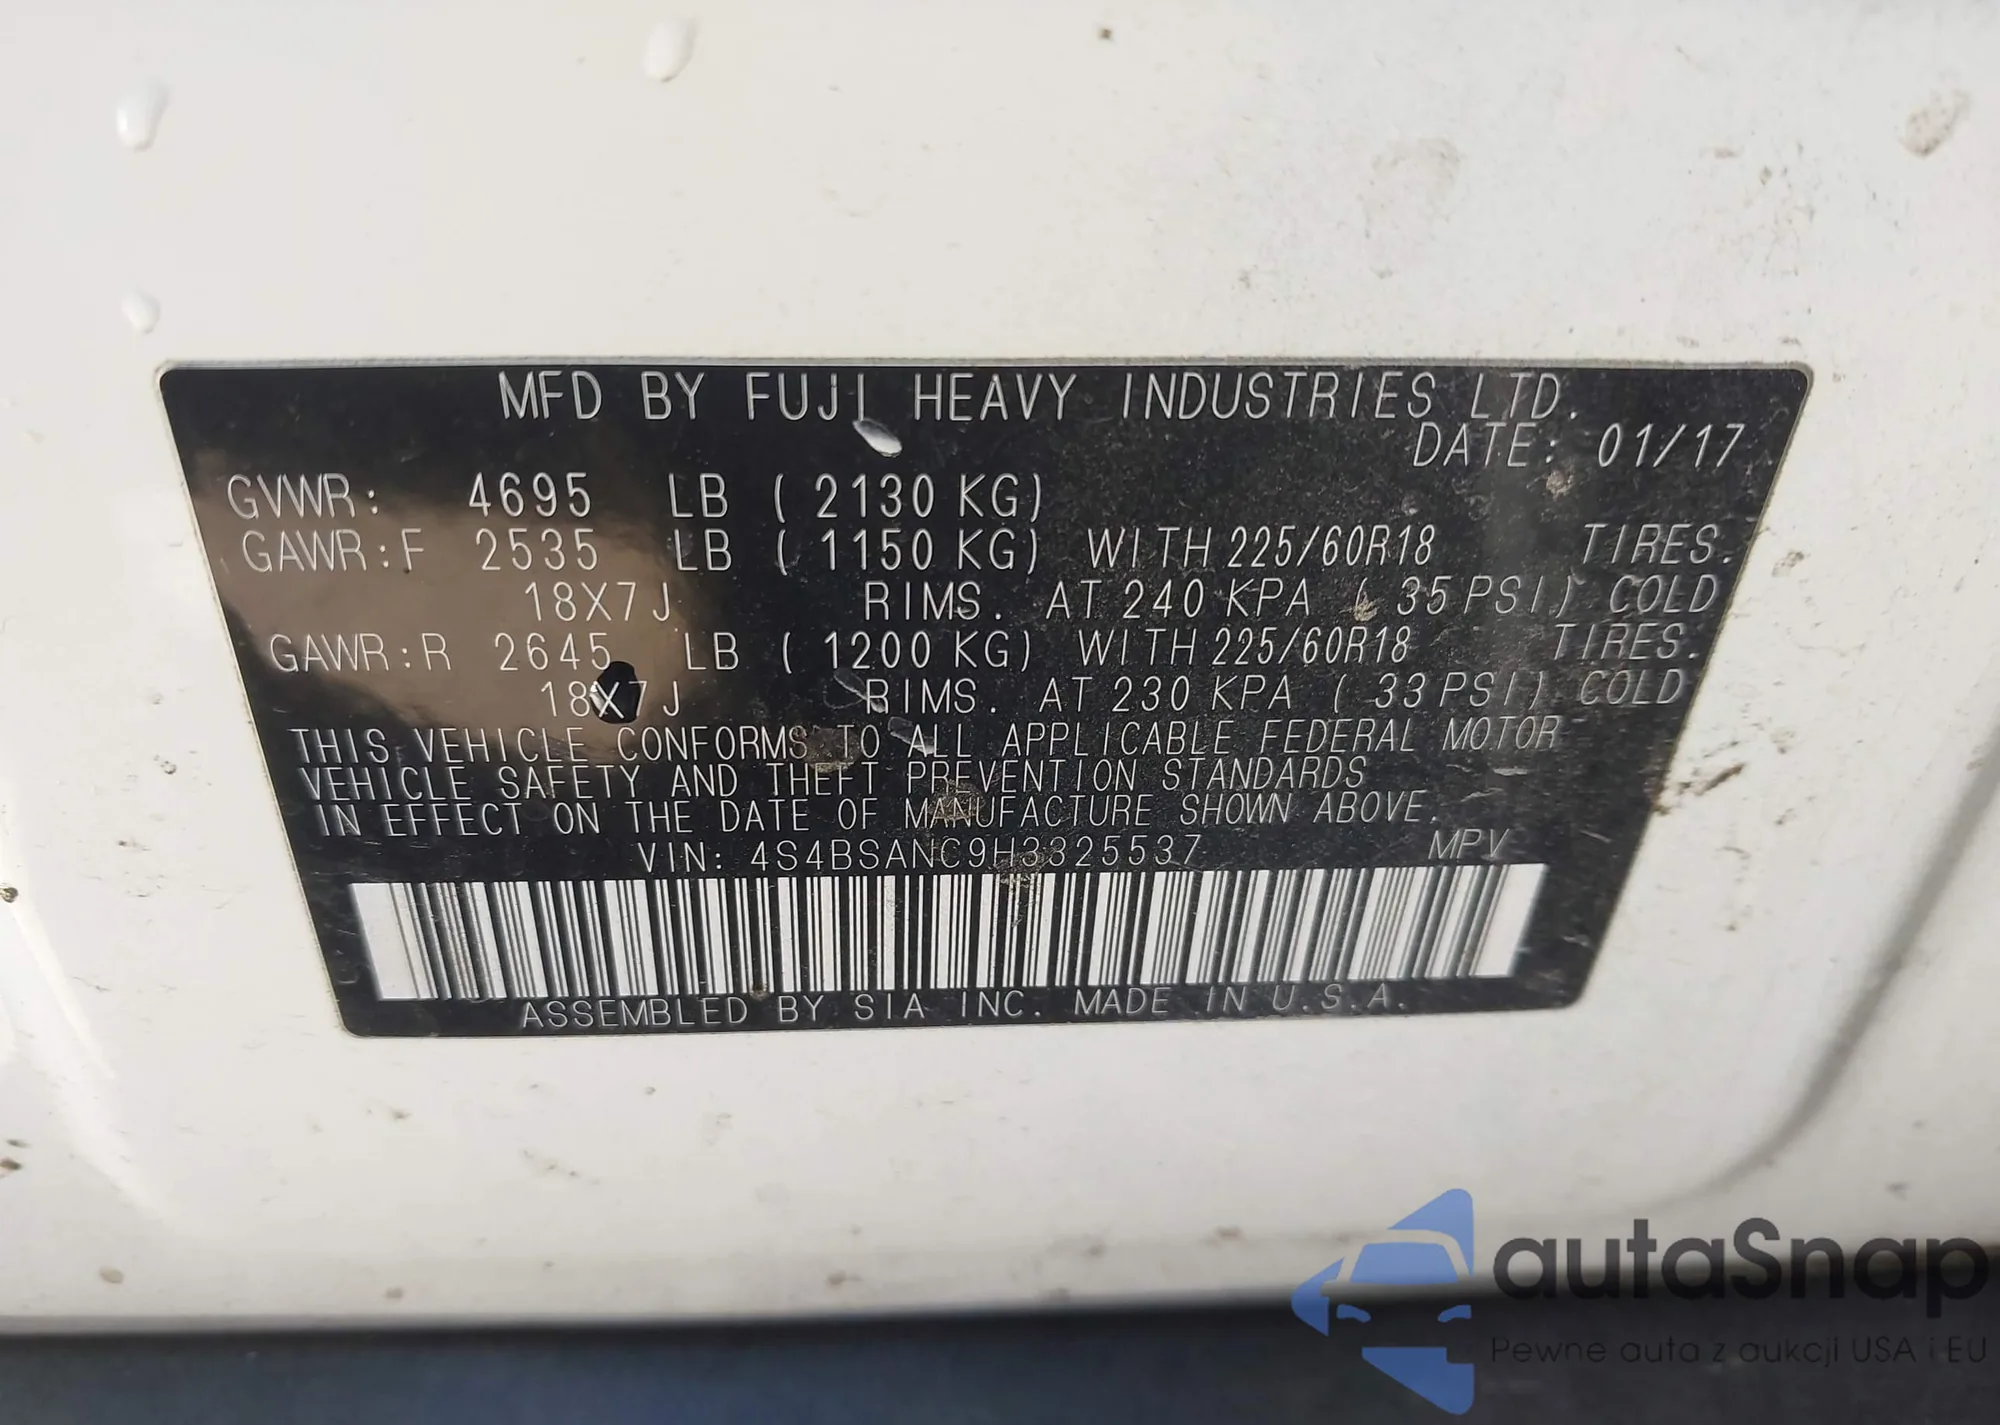 MFD BY FUJI HEAVY INDUSTRIES LTD.
DATE: 01/17
GVWR: 4695 LB ( 2130 KG)
GAWR:F 2535 LB ( 1150 KG) WITH 225/60R18 TIRES.
18X7J RIMS. AT 240 KPA ( 35 PSI) COLD
GAWR:R 2645 LB ( 1200 KG) WITH 225/60R18 TIRES.
18X7J RIMS. AT 230 KPA ( 33 PSI) COLD
THIS VEHICLE CONFORMS TO ALL APPLICABLE FEDERAL MOTOR
VEHICLE SAFETY AND THEFT PREVENTION STANDARDS
IN EFFECT ON THE DATE OF MANUFACTURE SHOWN ABOVE.
VIN: 4S4BSANC9H3325537 MPV
ASSEMBLED BY SIA INC. MADE IN U.S.A.
autaSnap
Pewne auta z aukcji USA i EU